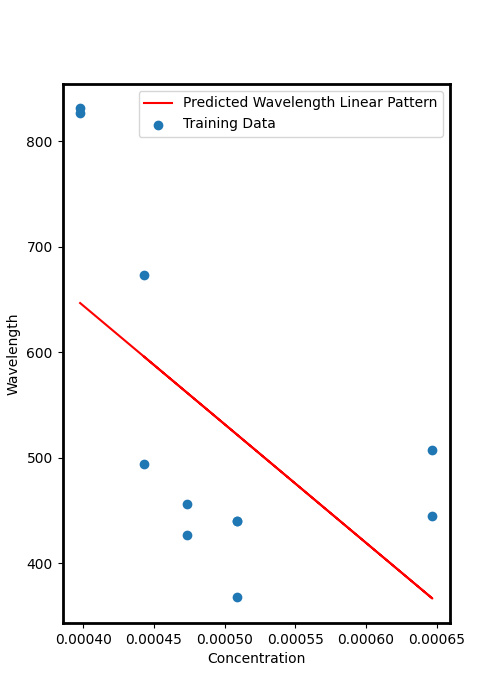 Predicted Wavelength Linear Pattern
Training Data
800
700
600
500
400
Wavelength
0.00040 0.00045 0.00050 0.00055 0.00060 0.00065
Concentration